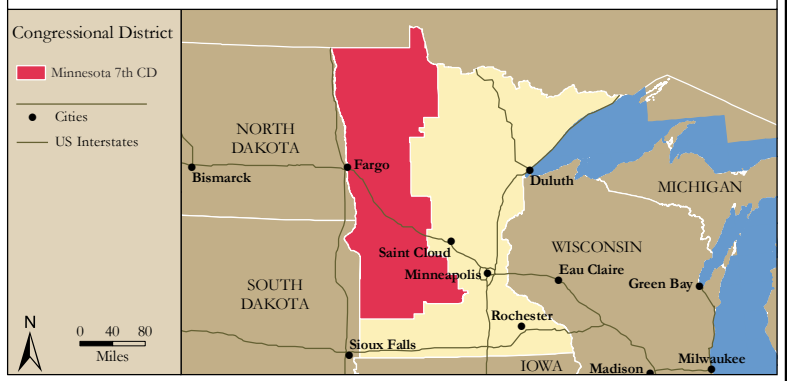 Congressional District
Minnesota 7th CD
Cities
US Interstates
N
0 40 80
Miles
NORTH
DAKOTA
Fargo
Bismarck
Duluth
MICHIGAN
Saint Cloud
WISCONSIN
Minneapolis
Eau Claire
SOUTH
DAKOTA
Green Bay
Rochester
Sioux Falls
IOWA
Madison
Milwaukee